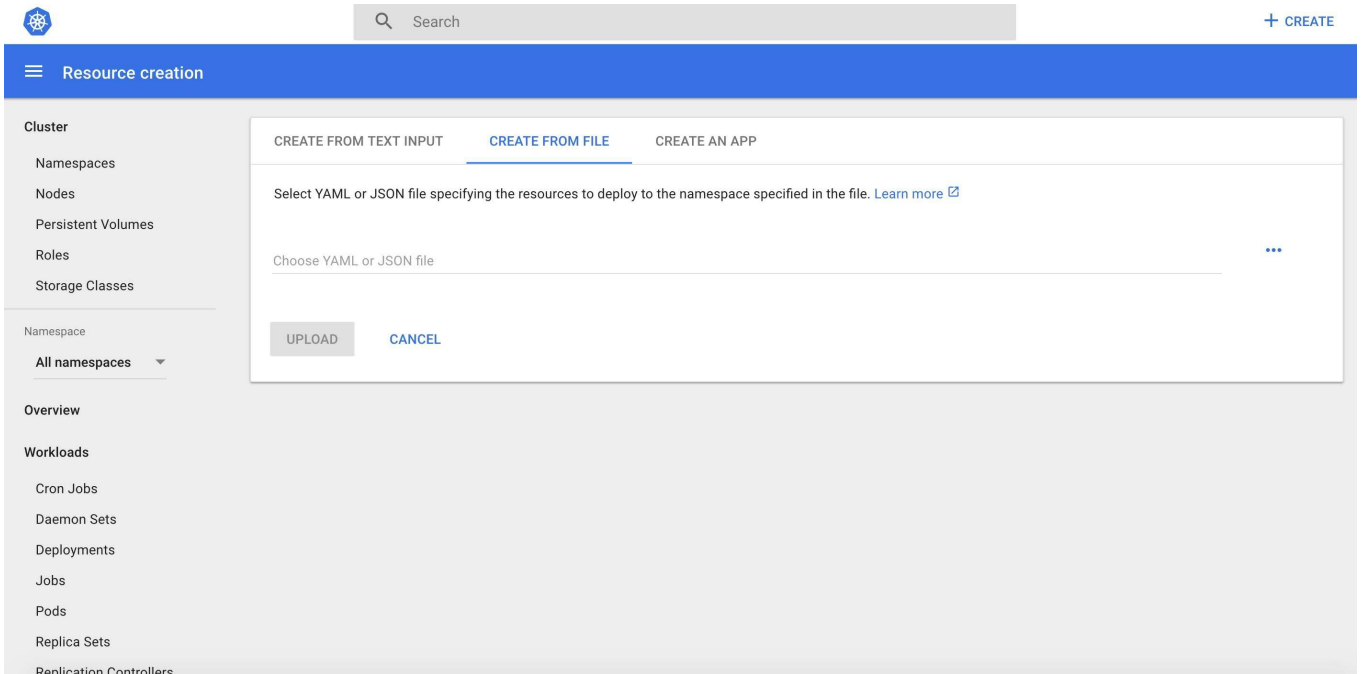 Search
+ CREATE
Resource creation
Cluster
Namespaces
Nodes
Persistent Volumes
Roles
Storage Classes
Namespace
All namespaces
Overview
Workloads
Cron Jobs
Daemon Sets
Deployments
Jobs
Pods
Replica Sets
Replication Controllers
CREATE FROM TEXT INPUT CREATE FROM FILE CREATE AN APP
Select YAML or JSON file specifying the resources to deploy to the namespace specified in the file. Learn more
Choose YAML or JSON file
UPLOAD CANCEL